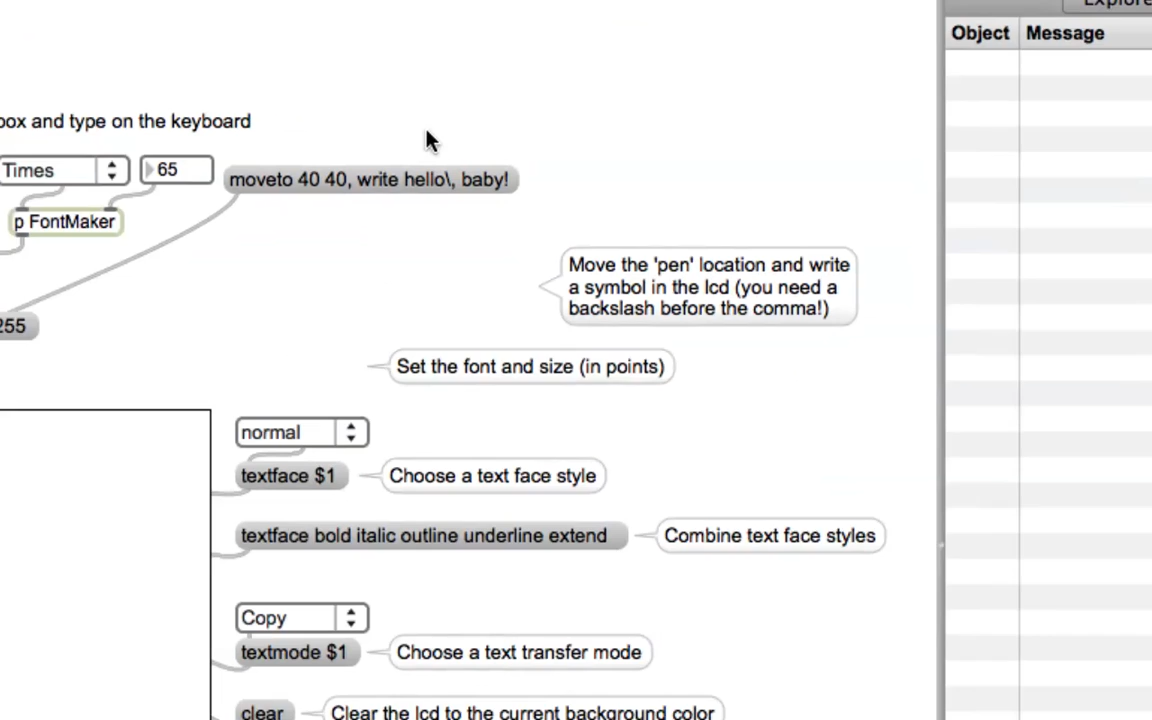 Explore
Object Message
box and type on the keyboard
Times 65 moveto 40 40, write hello\, baby!
p FontMaker
Move the 'pen' location and write
a symbol in the lcd (you need a
backslash before the comma!)
255
Set the font and size (in points)
normal
textface $1 Choose a text face style
textface bold italic outline underline extend Combine text face styles
Copy
textmode $1 Choose a text transfer mode
clear Clear the lcd to the current background color